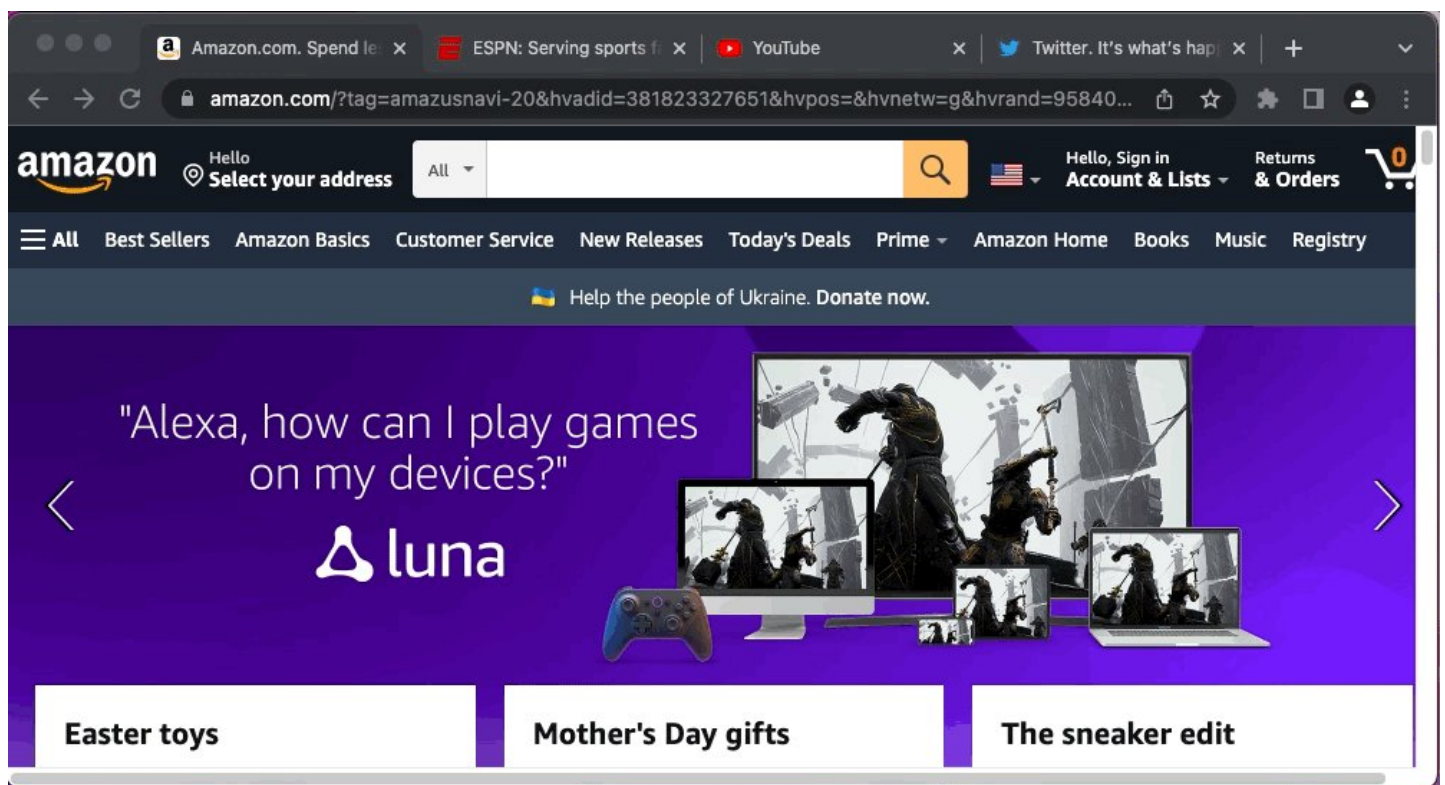 Amazon.com. Spend le
ESPN: Serving sports f
YouTube
Twitter. It's what's hap
amazon.com/?tag=amazusnavi-20&hvadid=381823327651&hvpos=&hvnetw=g&hvrand=95840...
amazon
Hello
Select your address
All
Hello, Sign in
Account & Lists
Returns
& Orders
0
All Best Sellers Amazon Basics Customer Service New Releases Today's Deals Prime Amazon Home Books Music Registry
Help the people of Ukraine. Donate now.
"Alexa, how can I play games
on my devices?"
luna
Easter toys
Mother's Day gifts
The sneaker edit